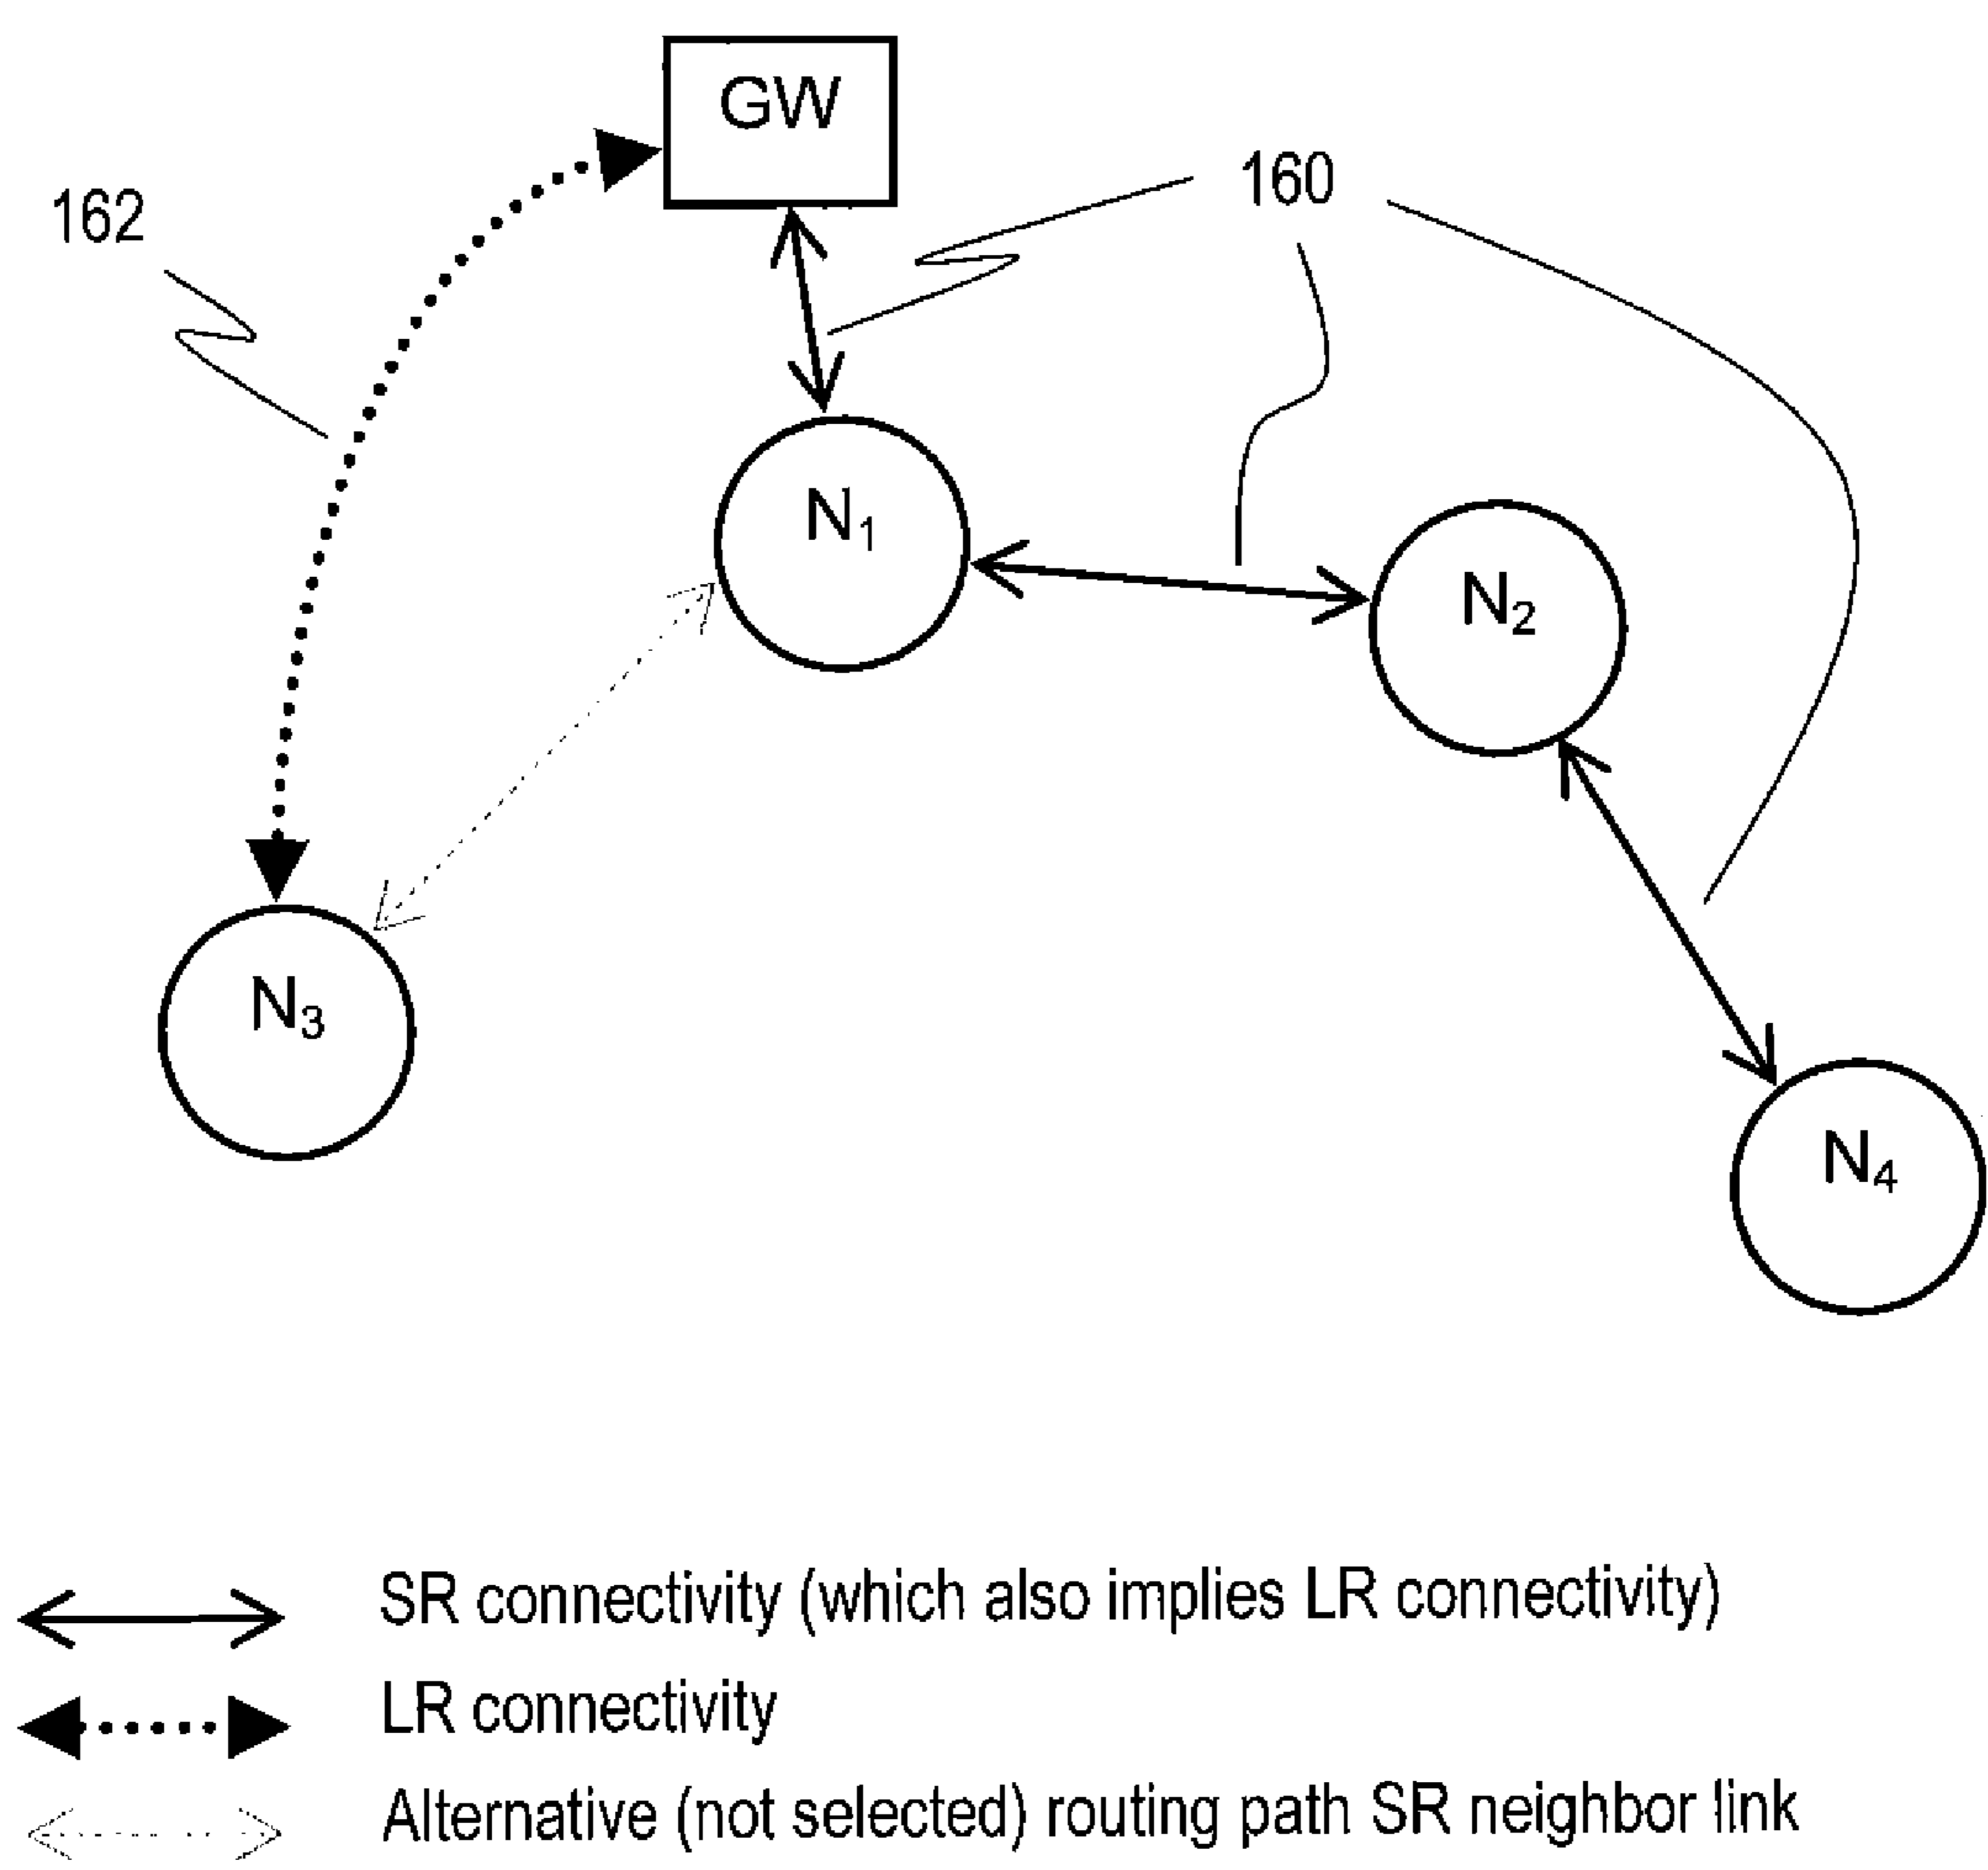 GW
160
162
N1
N2
N3
N4
SR connectivity (which also implies LR connectivity)
LR connectivity
Alternative (not selected) routing path SR neighbor link